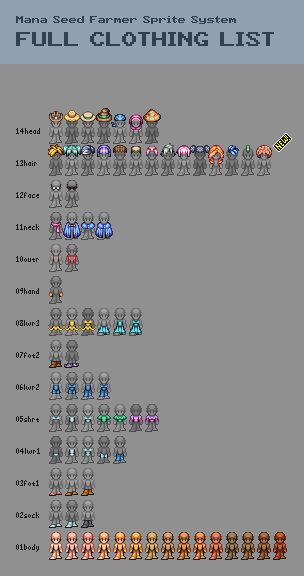 Mana Seed Farmer Sprite System
FULL CLOTHING LIST
14head
NEW!
13hair
12face
11neck
10outr
09hand
08lwr3
07fot2
06lwr2
05shrt
04lwr1
03fot1
02sock
01body